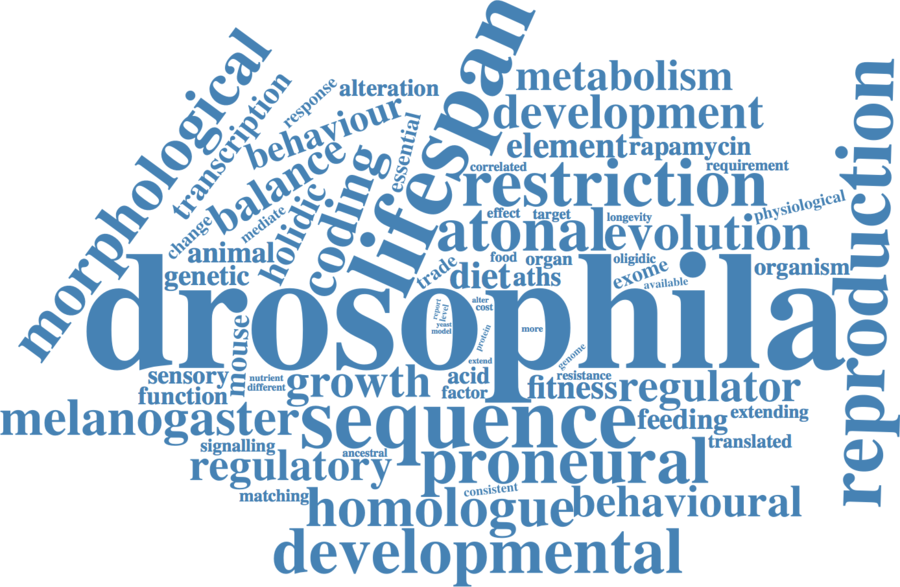 morphological
transcription
response
alteration
behaviour
balance
essential
lifespan
metabolism
development
element
rapamycin
correlated
requirement
restriction
reproduction
change
mediate
holidic
coding
effect
target
longevity
physiological
atonal
evolution
animal
genetic
trade
food
organ
oligidic
diet
aths
exome
available
organism
drosophila
report
level
yeast
model
alter
cost
protein
more
extend
genome
mouse
sensory
function
nutrient
different
growth
acid
factor
resistance
fitness
regulator
melanogaster
sequence
feeding
extending
signalling
ancestral
translated
regulatory
proneural
matching
consistent
homologue
behavioural
developmental